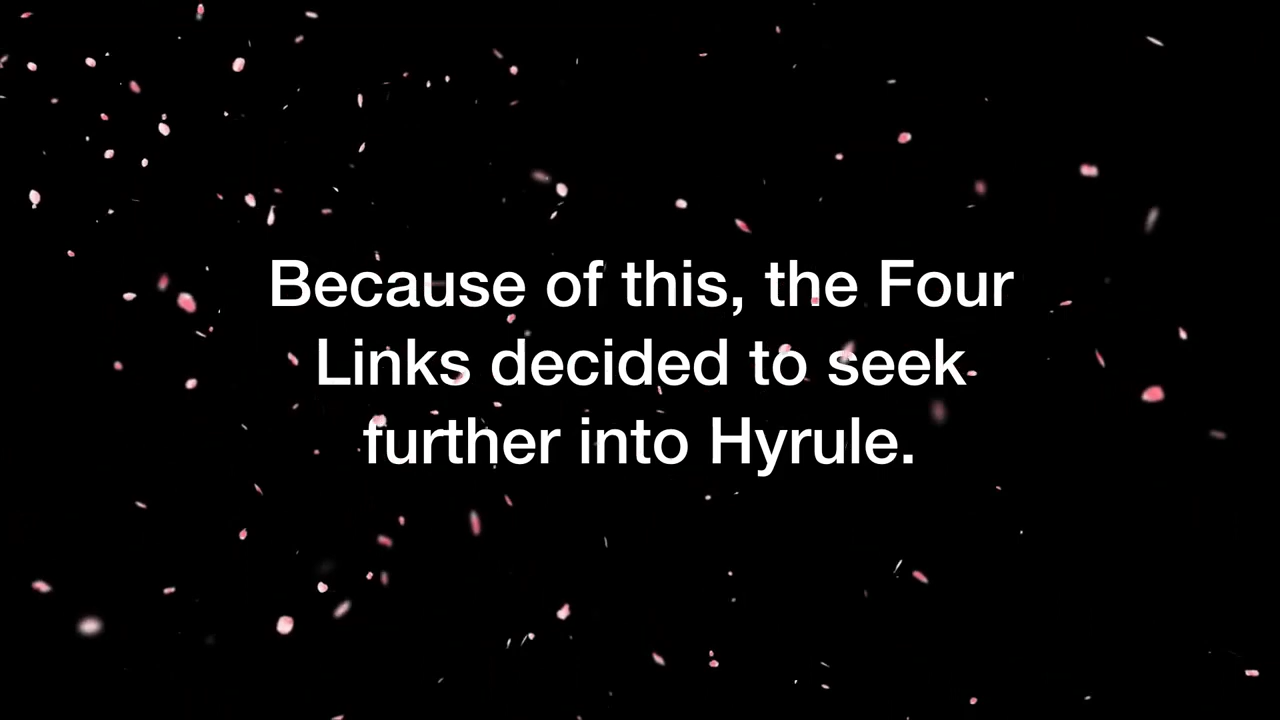 Because of this, the Four
Links decided to seek
further into Hyrule.